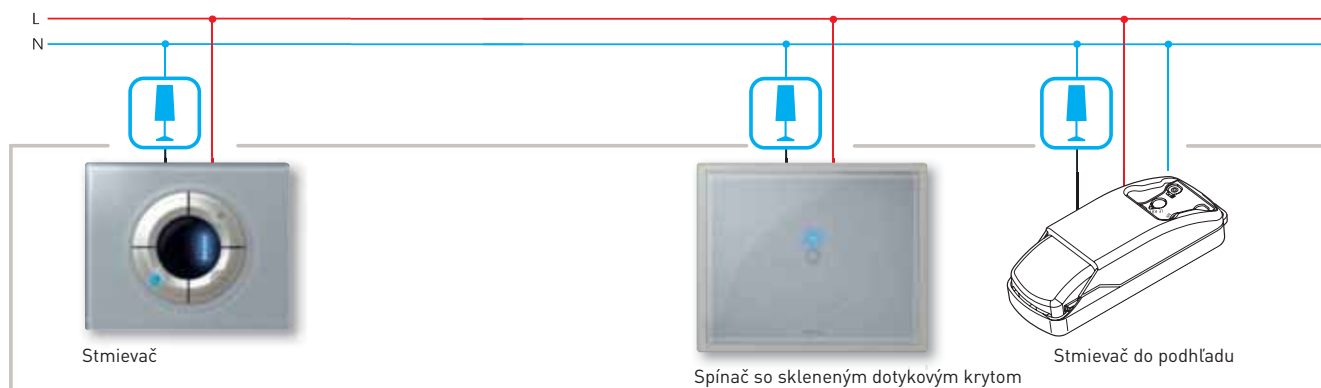 L
N
Stmievač
Spínač so skleneným dotykovým krytom
Stmievač do podhľadu